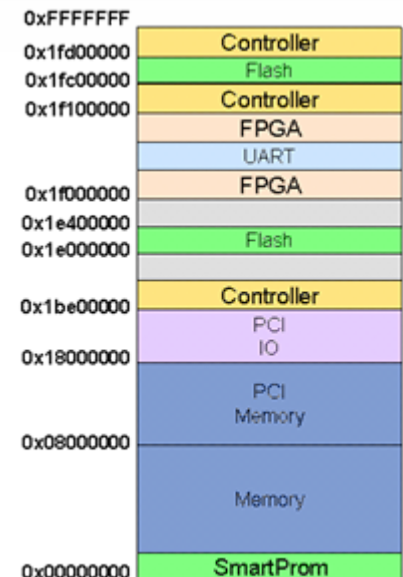 0xFFFFFFF
Controller
0x1fd00000
Flash
0x1fc00000
Controller
0x1f100000
FPGA
UART
FPGA
0x1f000000
0x1e400000
Flash
0x1e000000
Controller
0x1be00000
PCI
IO
0x18000000
PCI
Memory
0x08000000
Memory
SmartProm
0x00000000